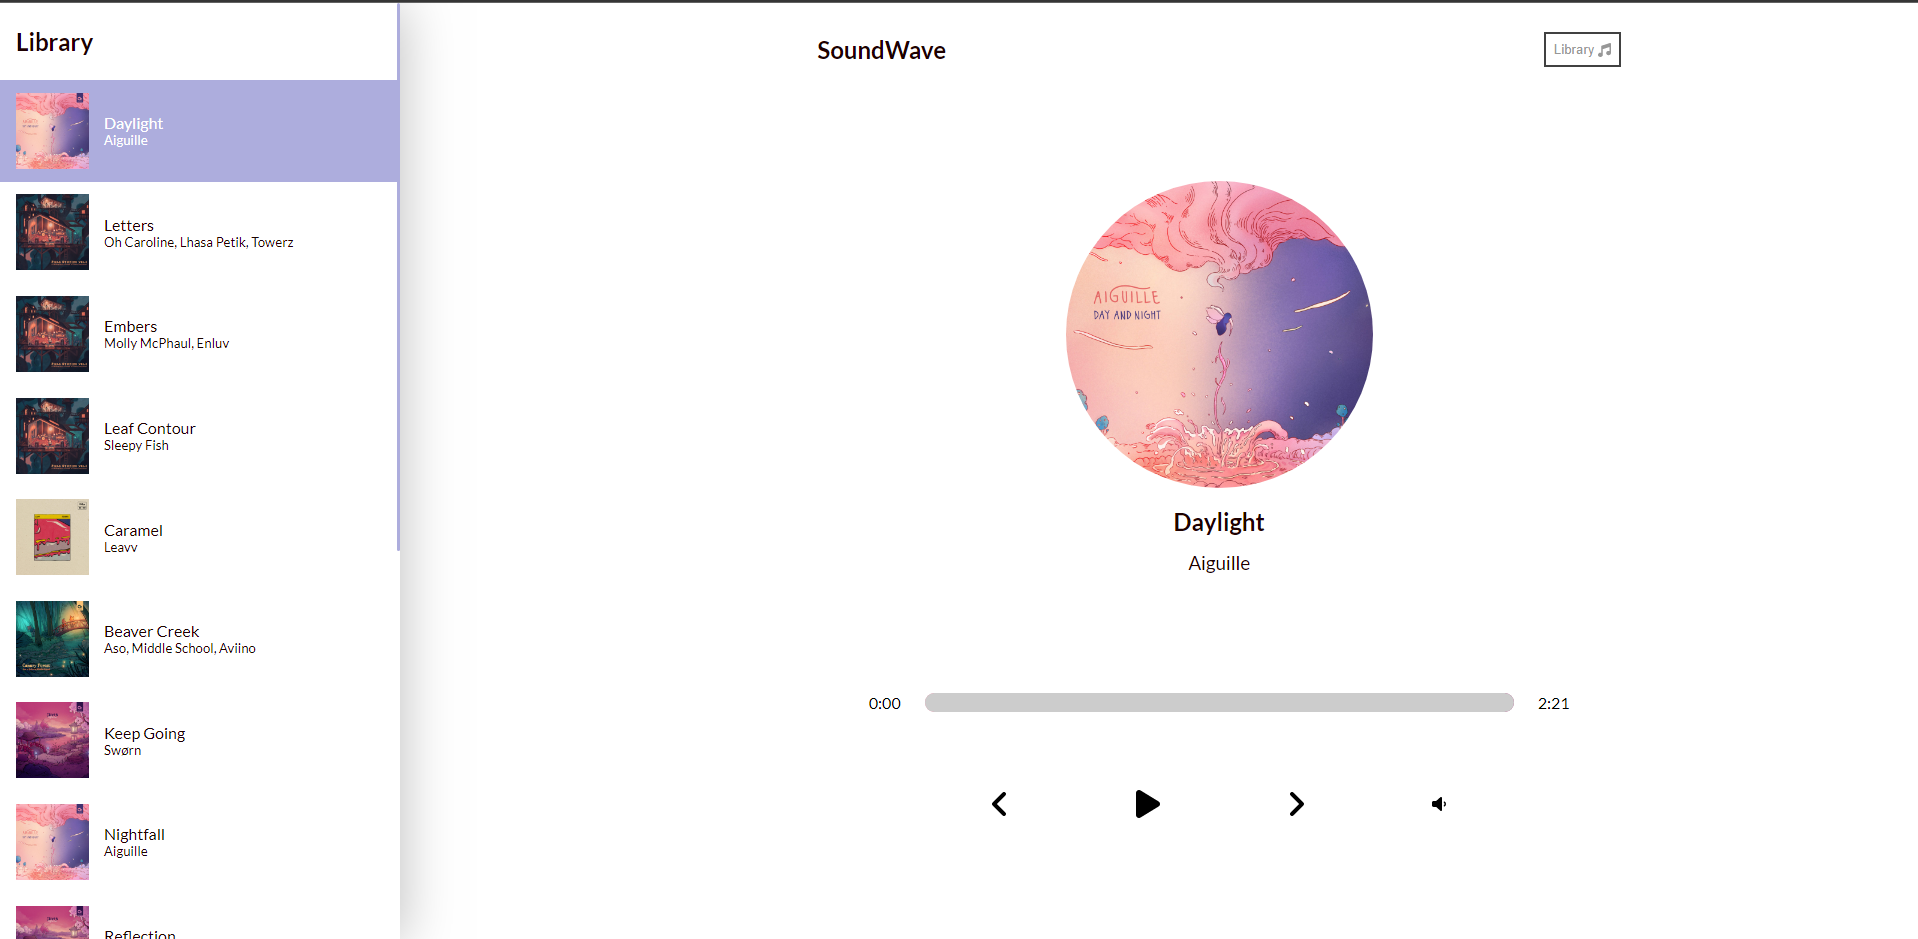 Library
Daylight
Aiguille
Letters
Oh Caroline, Lhasa Petik, Towerz
Embers
Molly McPhaul, Enluv
Leaf Contour
Sleepy Fish
Caramel
Leavv
Beaver Creek
Aso, Middle School, Aviino
Keep Going
Swørn
Nightfall
Aiguille
Reflection
SoundWave
Library
AIGUILLE
DAY AND NIGHT
Daylight
Aiguille
0:00
2:21